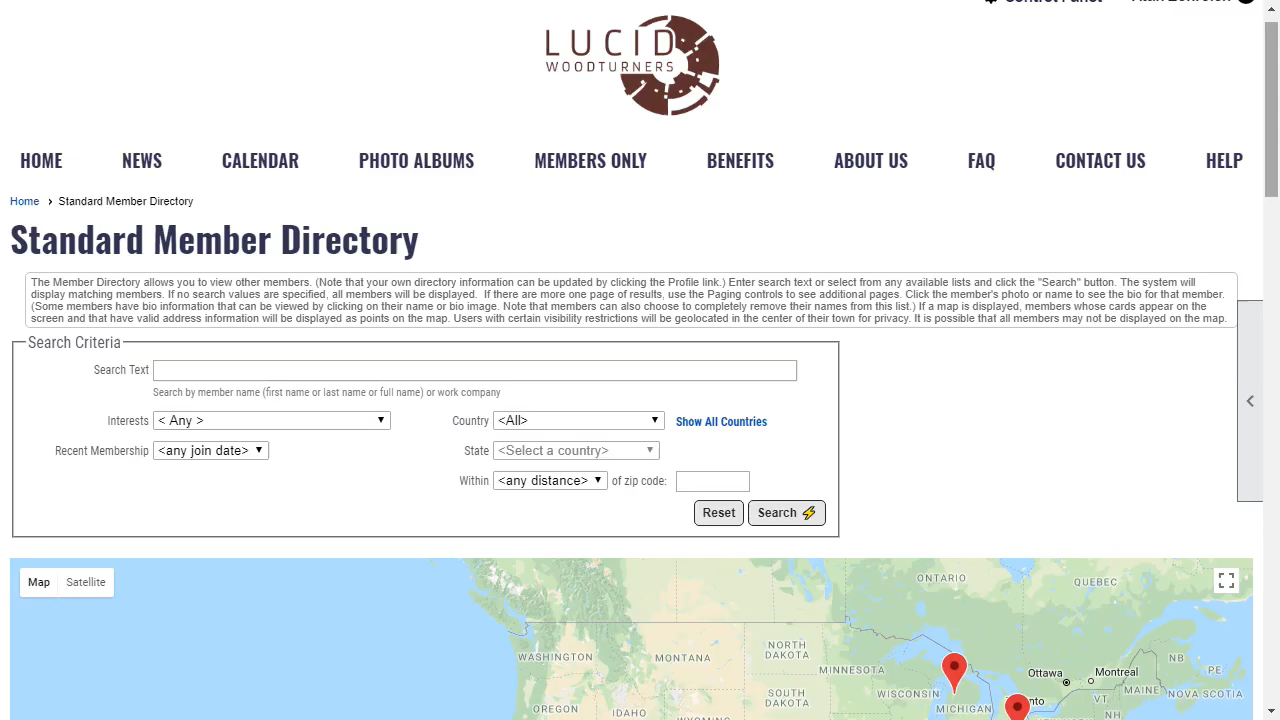 LUCID
WOODTURNERS
HOME NEWS CALENDAR PHOTO ALBUMS MEMBERS ONLY BENEFITS ABOUT US FAQ CONTACT US HELP
Home > Standard Member Directory
Standard Member Directory
The Member Directory allows you to view other members. (Note that your own directory information can be updated by clicking the Profile link.) Enter search text or select from any available lists and click the "Search" button. The system will
display matching members. If no search values are specified, all members will be displayed. If there are more one page of results, use the Paging controls to see additional pages. Click the member's photo or name to see the bio for that member.
(Some members have bio information that can be viewed by clicking on their name or bio image. Note that members can also choose to completely remove their names from this list.) If a map is displayed, members whose cards appear on the
screen and that have valid address information will be displayed as points on the map. Users with certain visibility restrictions will be geolocated in the center of their town for privacy. It is possible that all members may not be displayed on the map.
Search Criteria
Search Text
Search by member name (first name or last name or full name) or work company
Interests < Any > Country <All> Show All Countries
Recent Membership <any join date> State <Select a country>
Within <any distance> of zip code:
Reset Search
Map Satellite
ONTARIO QUEBEC
WASHINGTON MONTANA NORTH DAKOTA MINNESOTA Ottawa Montreal NB PE
OREGON IDAHO SOUTH DAKOTA WISCONSIN MICHIGAN VT MAINE NOVA SCOTIA
NH